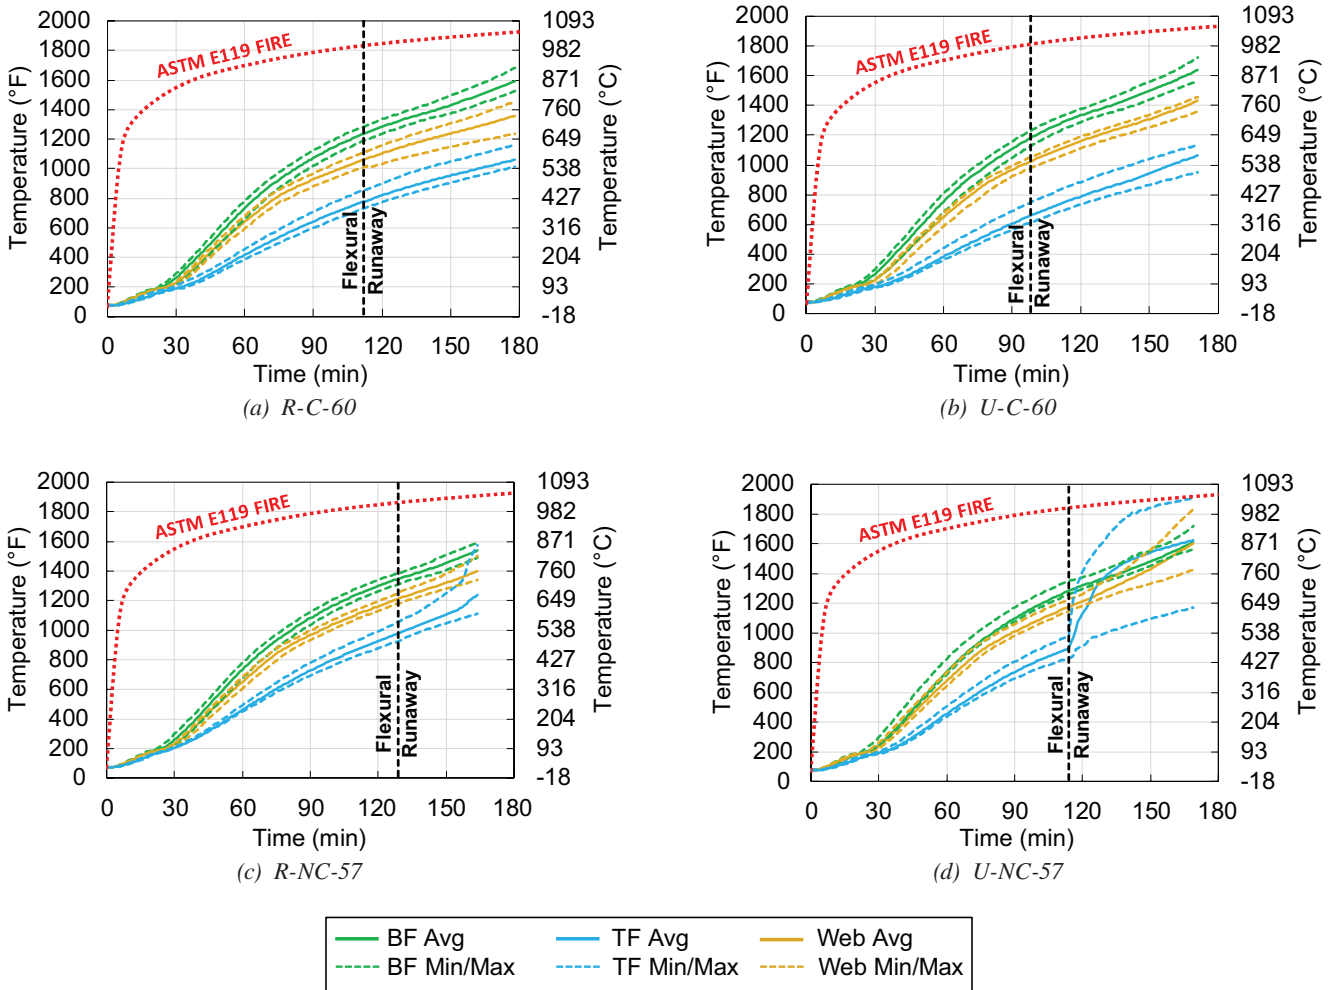 2000
1800
1600
1400
1200
1000
800
600
400
200
0
Temperature (°F)
ASTM E119 FIRE
Flexural
Runaway
1093
982
871
760
649
538
427
316
204
93
-18
Temperature (°C)
0 30 60 90 120 150 180
Time (min)
(a) R-C-60
2000
1800
1600
1400
1200
1000
800
600
400
200
0
Temperature (°F)
ASTM E119 FIRE
Flexural
Runaway
1093
982
871
760
649
538
427
316
204
93
-18
Temperature (°C)
0 30 60 90 120 150 180
Time (min)
(b) U-C-60
2000
1800
1600
1400
1200
1000
800
600
400
200
0
Temperature (°F)
ASTM E119 FIRE
Flexural
Runaway
1093
982
871
760
649
538
427
316
204
93
-18
Temperature (°C)
0 30 60 90 120 150 180
Time (min)
(c) R-NC-57
2000
1800
1600
1400
1200
1000
800
600
400
200
0
Temperature (°F)
ASTM E119 FIRE
Flexural
Runaway
1093
982
871
760
649
538
427
316
204
93
-18
Temperature (°C)
0 30 60 90 120 150 180
Time (min)
(d) U-NC-57
BF Avg TF Avg Web Avg
BF Min/Max TF Min/Max Web Min/Max